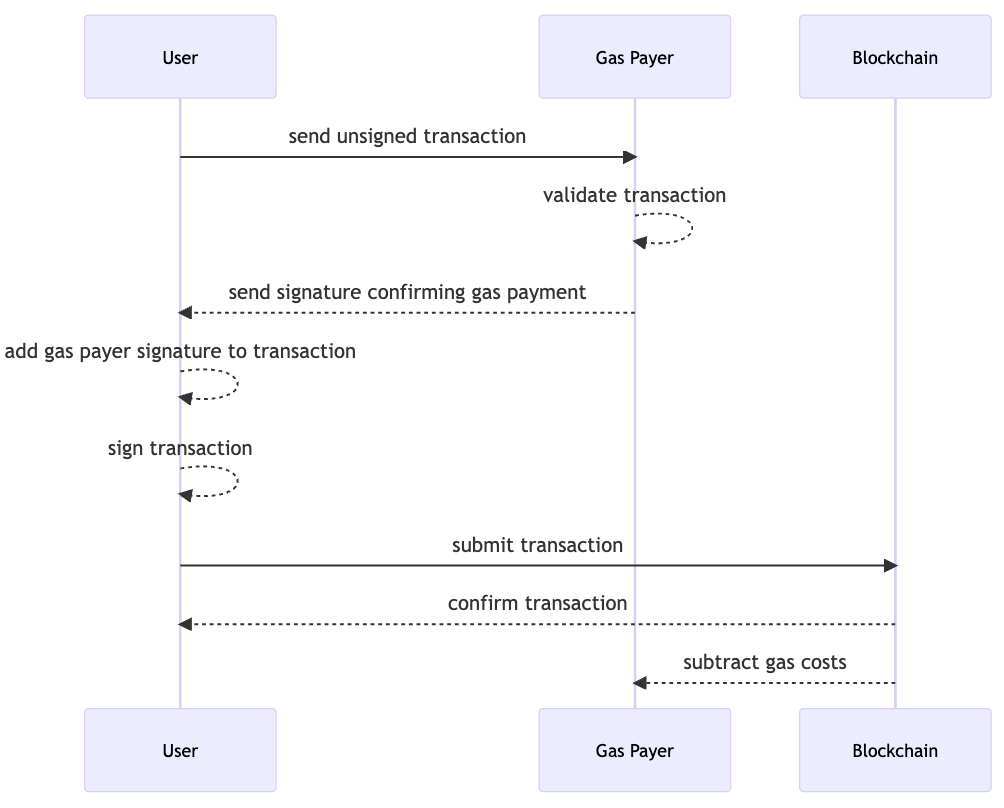 User
Gas Payer
Blockchain
send unsigned transaction
validate transaction
send signature confirming gas payment
add gas payer signature to transaction
sign transaction
submit transaction
confirm transaction
subtract gas costs
User
Gas Payer
Blockchain